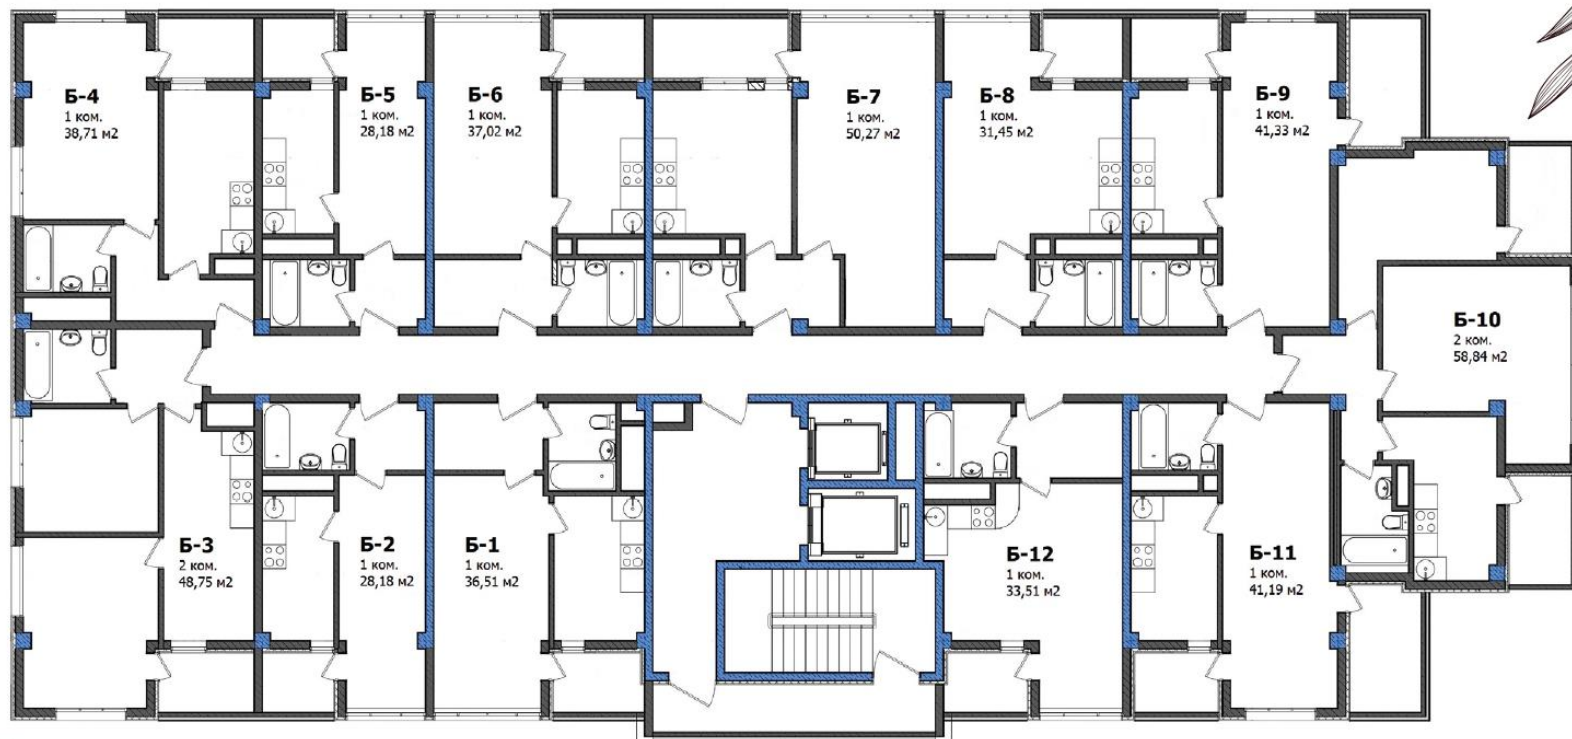 Б-4
1 ком.
38,71 м2
Б-5
1 ком.
28,18 м2
Б-6
1 ком.
37,02 м2
Б-7
1 ком.
50,27 м2
Б-8
1 ком.
31,45 м2
Б-9
1 ком.
41,33 м2
Б-10
2 ком.
58,84 м2
Б-3
2 ком.
48,75 м2
Б-2
1 ком.
28,18 м2
Б-1
1 ком.
36,51 м2
Б-12
1 ком.
33,51 м2
Б-11
1 ком.
41,19 м2